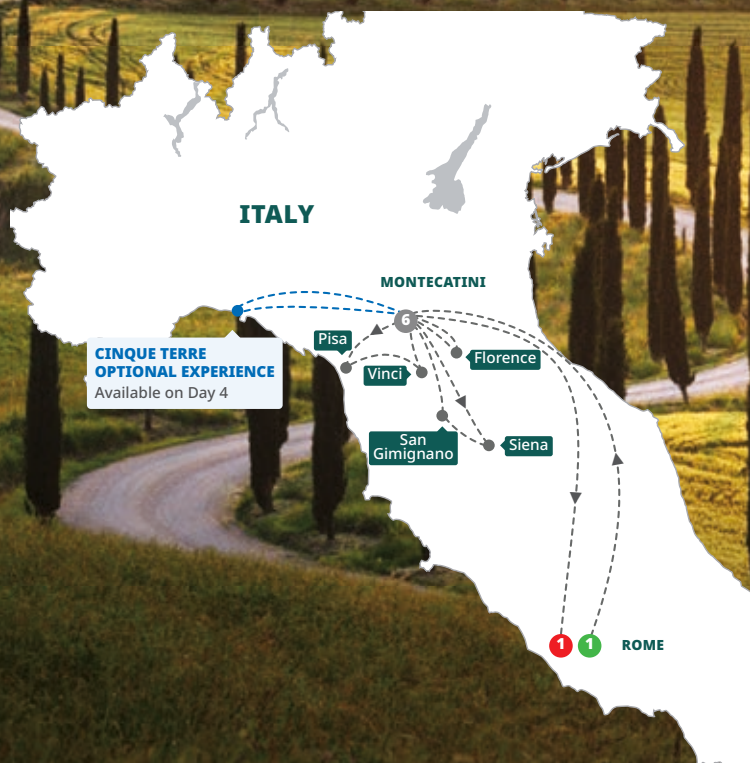 ITALY
MONTECATINI
6
Pisa
Florence
Vinci
CINQUE TERRE
OPTIONAL EXPERIENCE
Available on Day 4
San
Gimignano
Siena
1
1
ROME